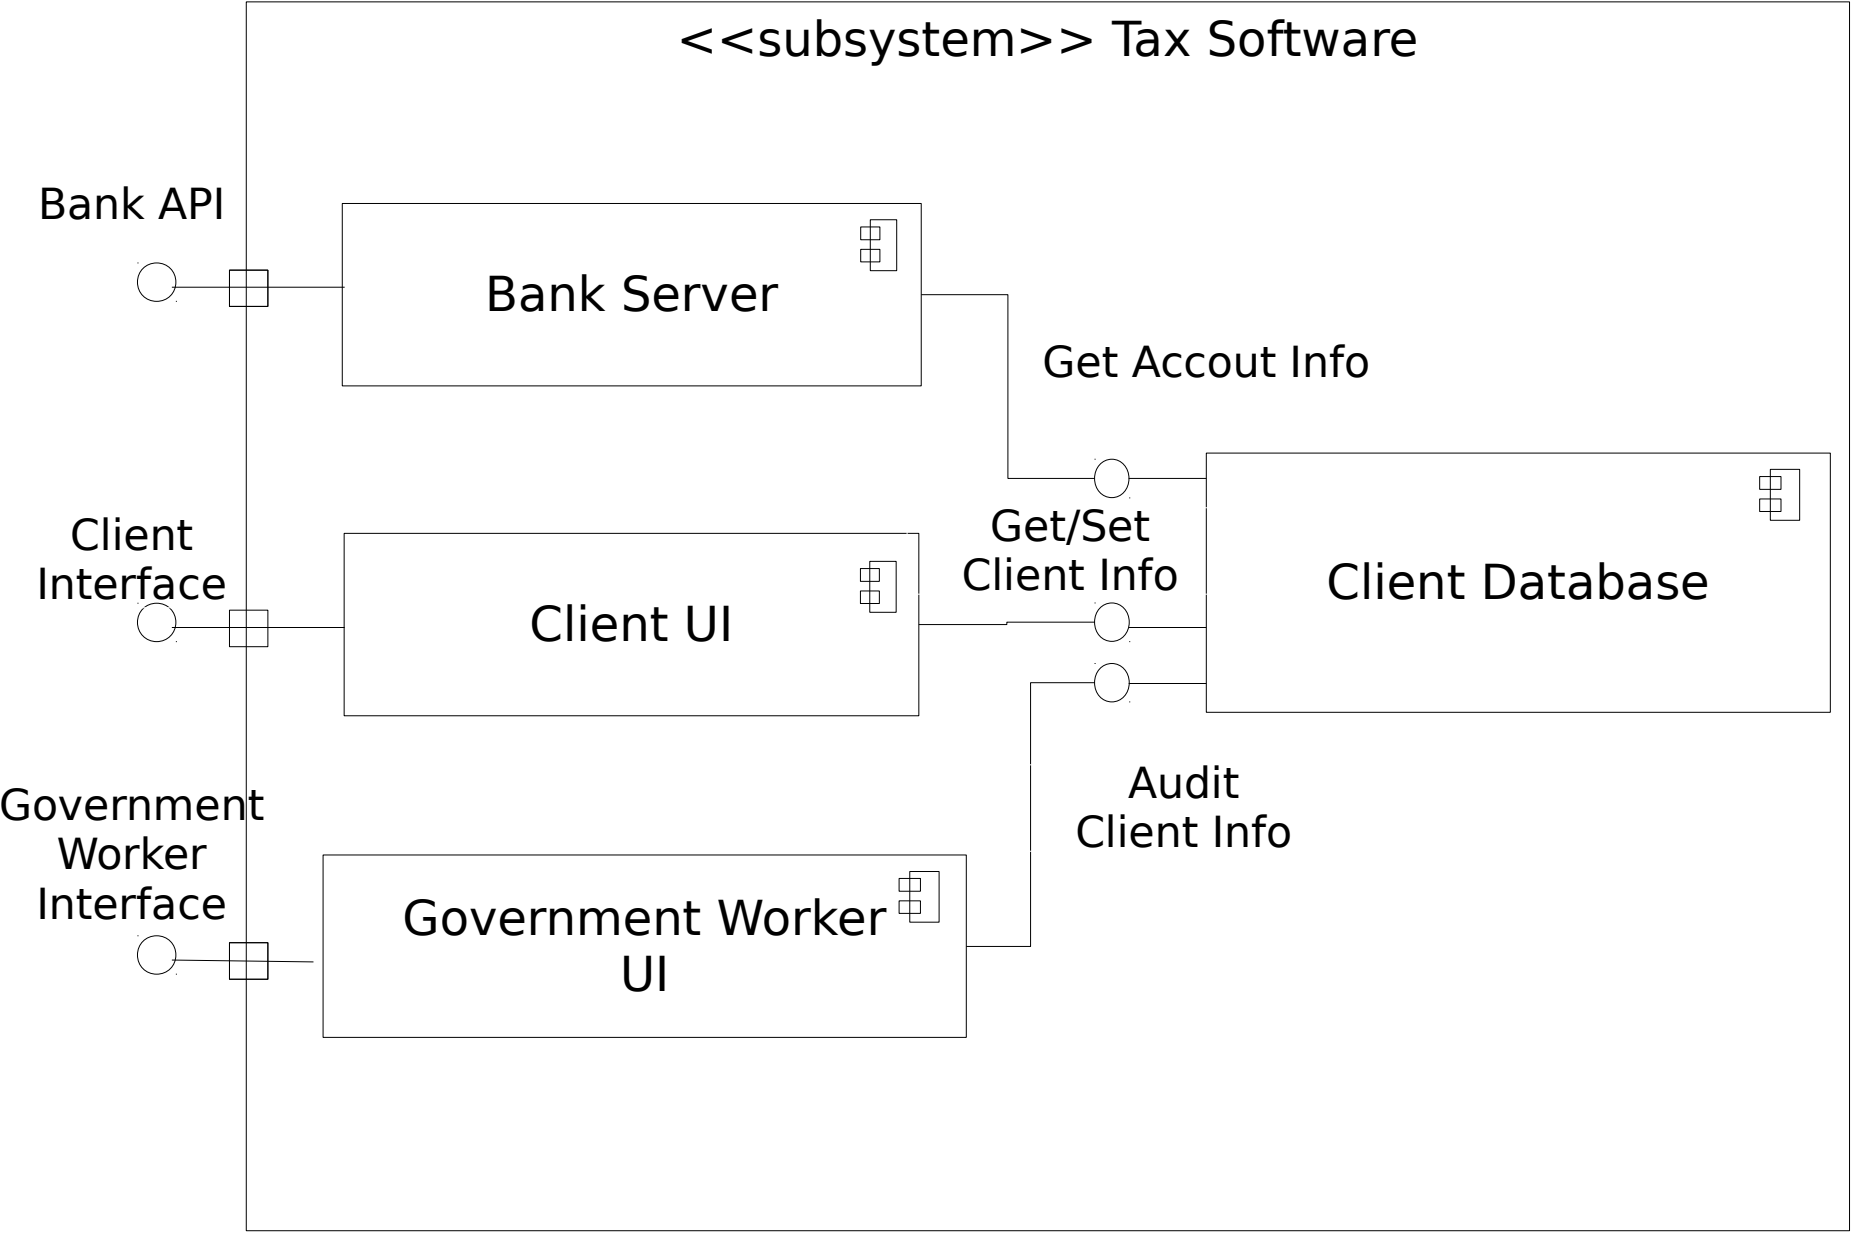 <<subsystem>> Tax Software
Bank API
Bank Server
Get Accout Info
Client
Interface
Client UI
Get/Set
Client Info
Client Database
Government
Worker
Interface
Government Worker
UI
Audit
Client Info